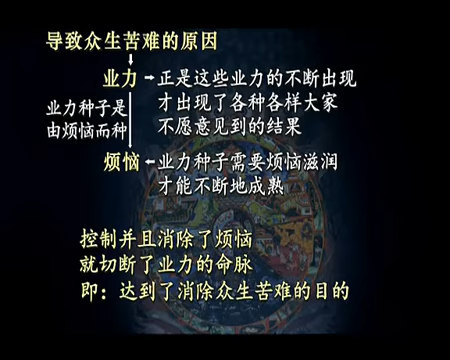 导致众生苦难的原因
业力 正是这些业力的不断出现
才出现了各种各样大家
不愿意见到的结果
业力种子是
由烦恼而种
烦恼 业力种子需要烦恼滋润
才能不断地成熟
控制并且消除了烦恼
就切断了业力的命脉
即：达到了消除众生苦难的目的